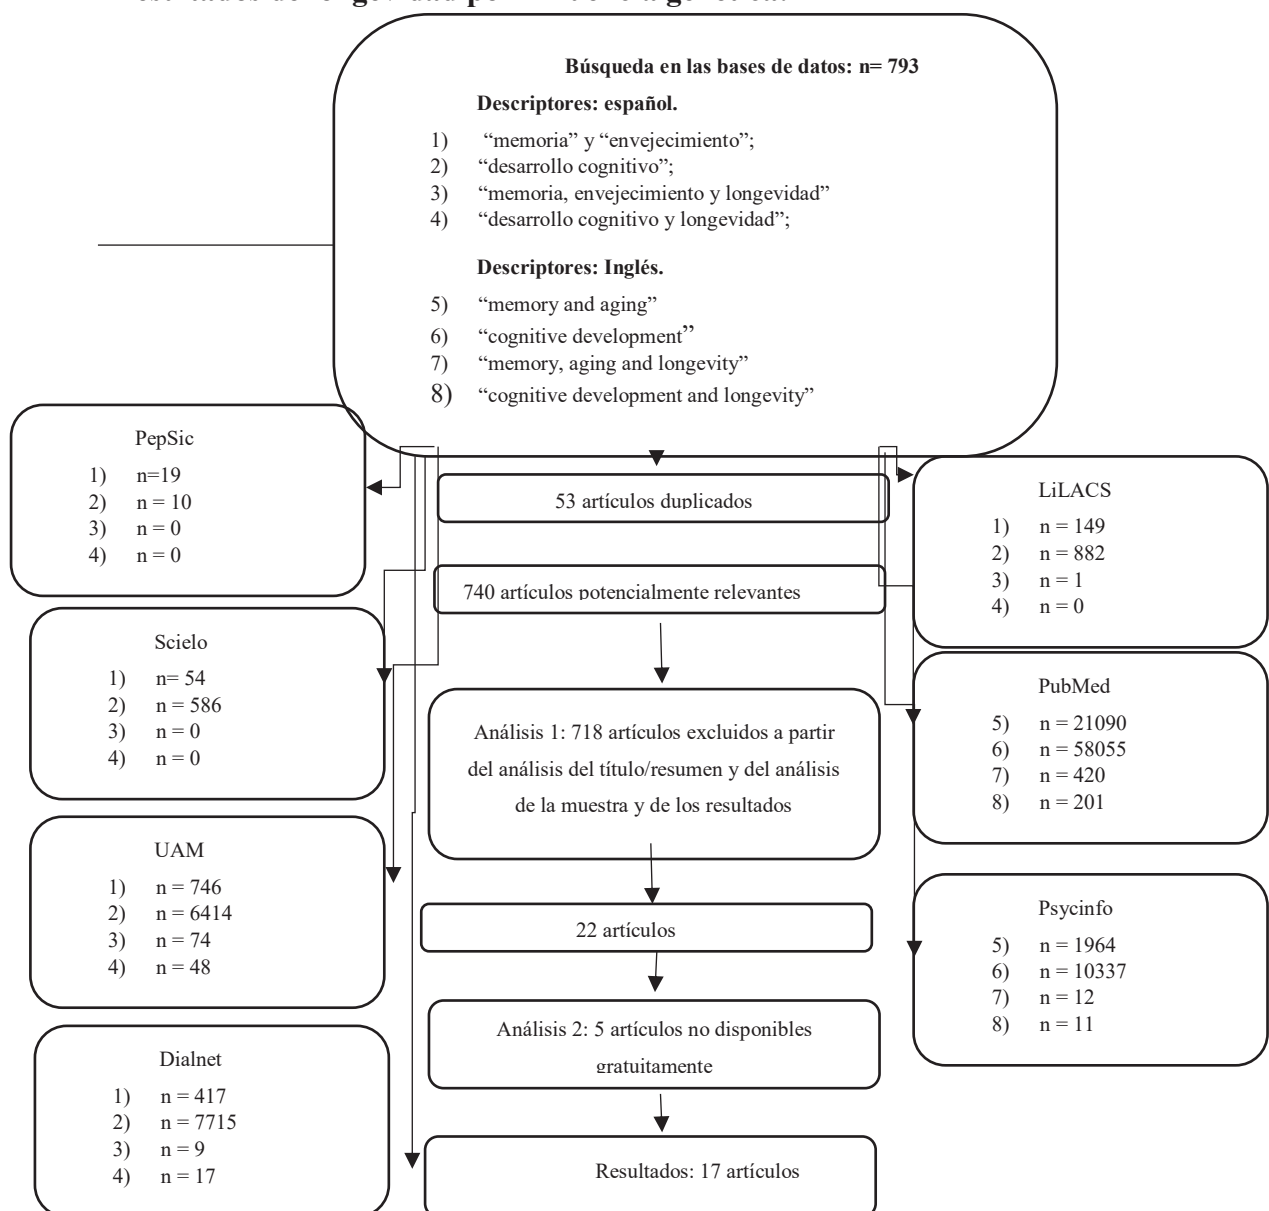 Búsqueda en las bases de datos: n= 793
Descriptores: español.
1) “memoria” y “envejecimiento”;
2) “desarrollo cognitivo”;
3) “memoria, envejecimiento y longevidad”
4) “desarrollo cognitivo y longevidad”;
Descriptores: Inglés.
5) “memory and aging”
6) “cognitive development”
7) “memory, aging and longevity”
8) “cognitive development and longevity”
PepSic
1) n=19
2) n = 10
3) n = 0
4) n = 0
Scielo
1) n= 54
2) n = 586
3) n = 0
4) n = 0
UAM
1) n = 746
2) n = 6414
3) n = 74
4) n = 48
Dialnet
1) n = 417
2) n = 7715
3) n = 9
4) n = 17
53 artículos duplicados
740 artículos potencialmente relevantes
Análisis 1: 718 artículos excluidos a partir
del análisis del título/resumen y del análisis
de la muestra y de los resultados
22 artículos
Análisis 2: 5 artículos no disponibles
gratuitamente
Resultados: 17 artículos
LiLACS
1) n = 149
2) n = 882
3) n = 1
4) n = 0
PubMed
5) n = 21090
6) n = 58055
7) n = 420
8) n = 201
Psycinfo
5) n = 1964
6) n = 10337
7) n = 12
8) n = 11